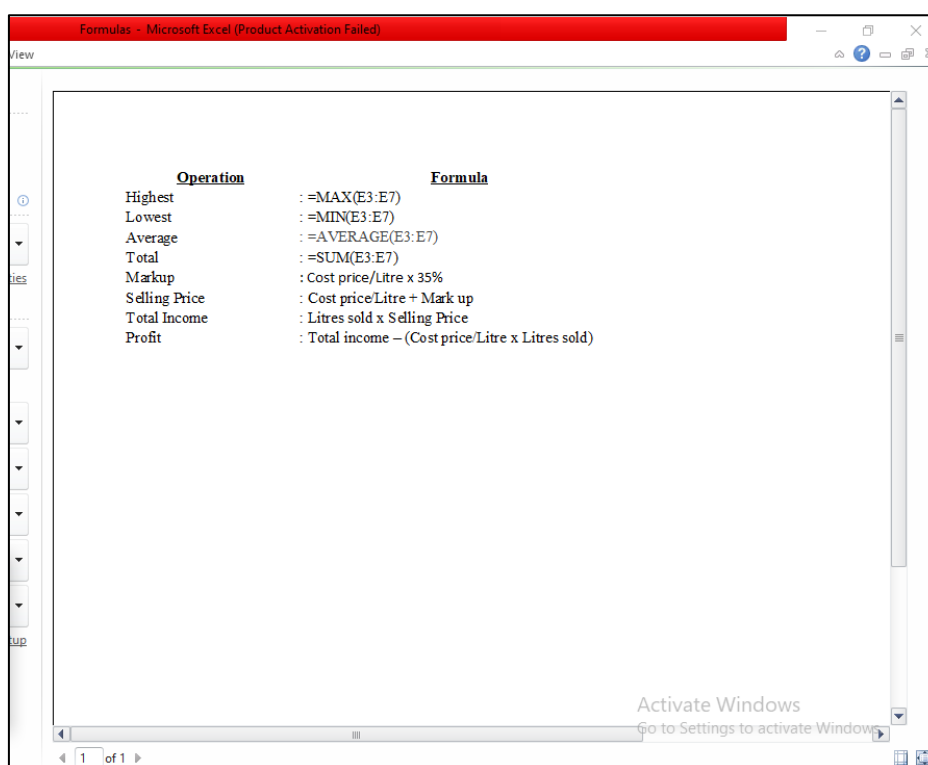 Formulas - Microsoft Excel (Product Activation Failed)
View
Operation Formula
Highest : =MAX(E3:E7)
Lowest : =MIN(E3:E7)
Average : =AVERAGE(E3:E7)
Total : =SUM(E3:E7)
Markup : Cost price/Litre x 35%
Selling Price : Cost price/Litre + Mark up
Total Income : Litres sold x Selling Price
Profit : Total income – (Cost price/Litre x Litres sold)
ties
tup
Activate Windows
Go to Settings to activate Windows.
1 of 1